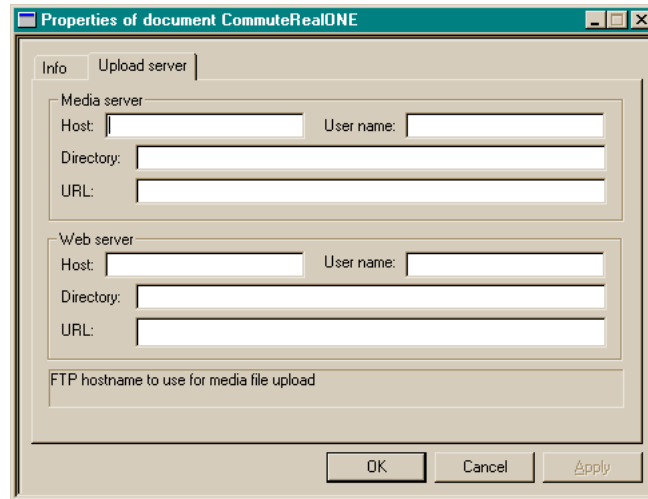 Properties of document CommuteRealONE
Info Upload server
Media server
Host: User name:
Directory:
URL:
Web server
Host: User name:
Directory:
URL:
FTP hostname to use for media file upload
OK Cancel Apply